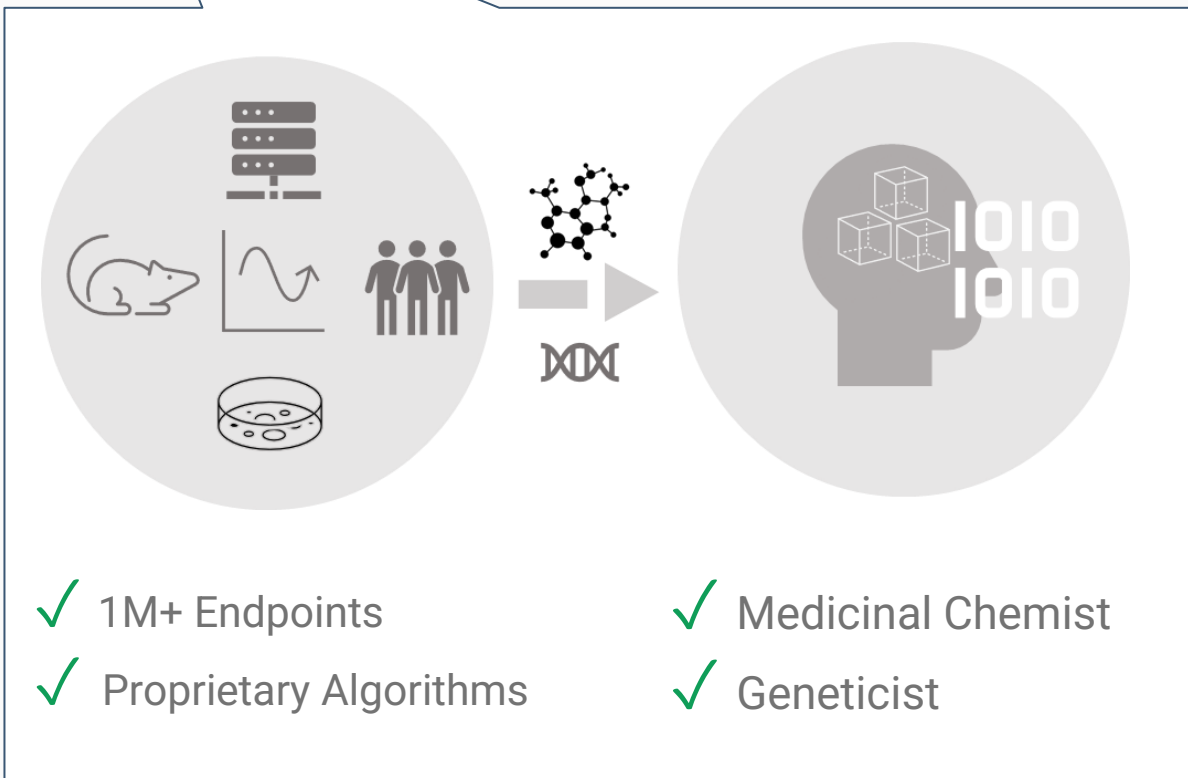 1010
1010
1M+ Endpoints
Proprietary Algorithms
Medicinal Chemist
Geneticist